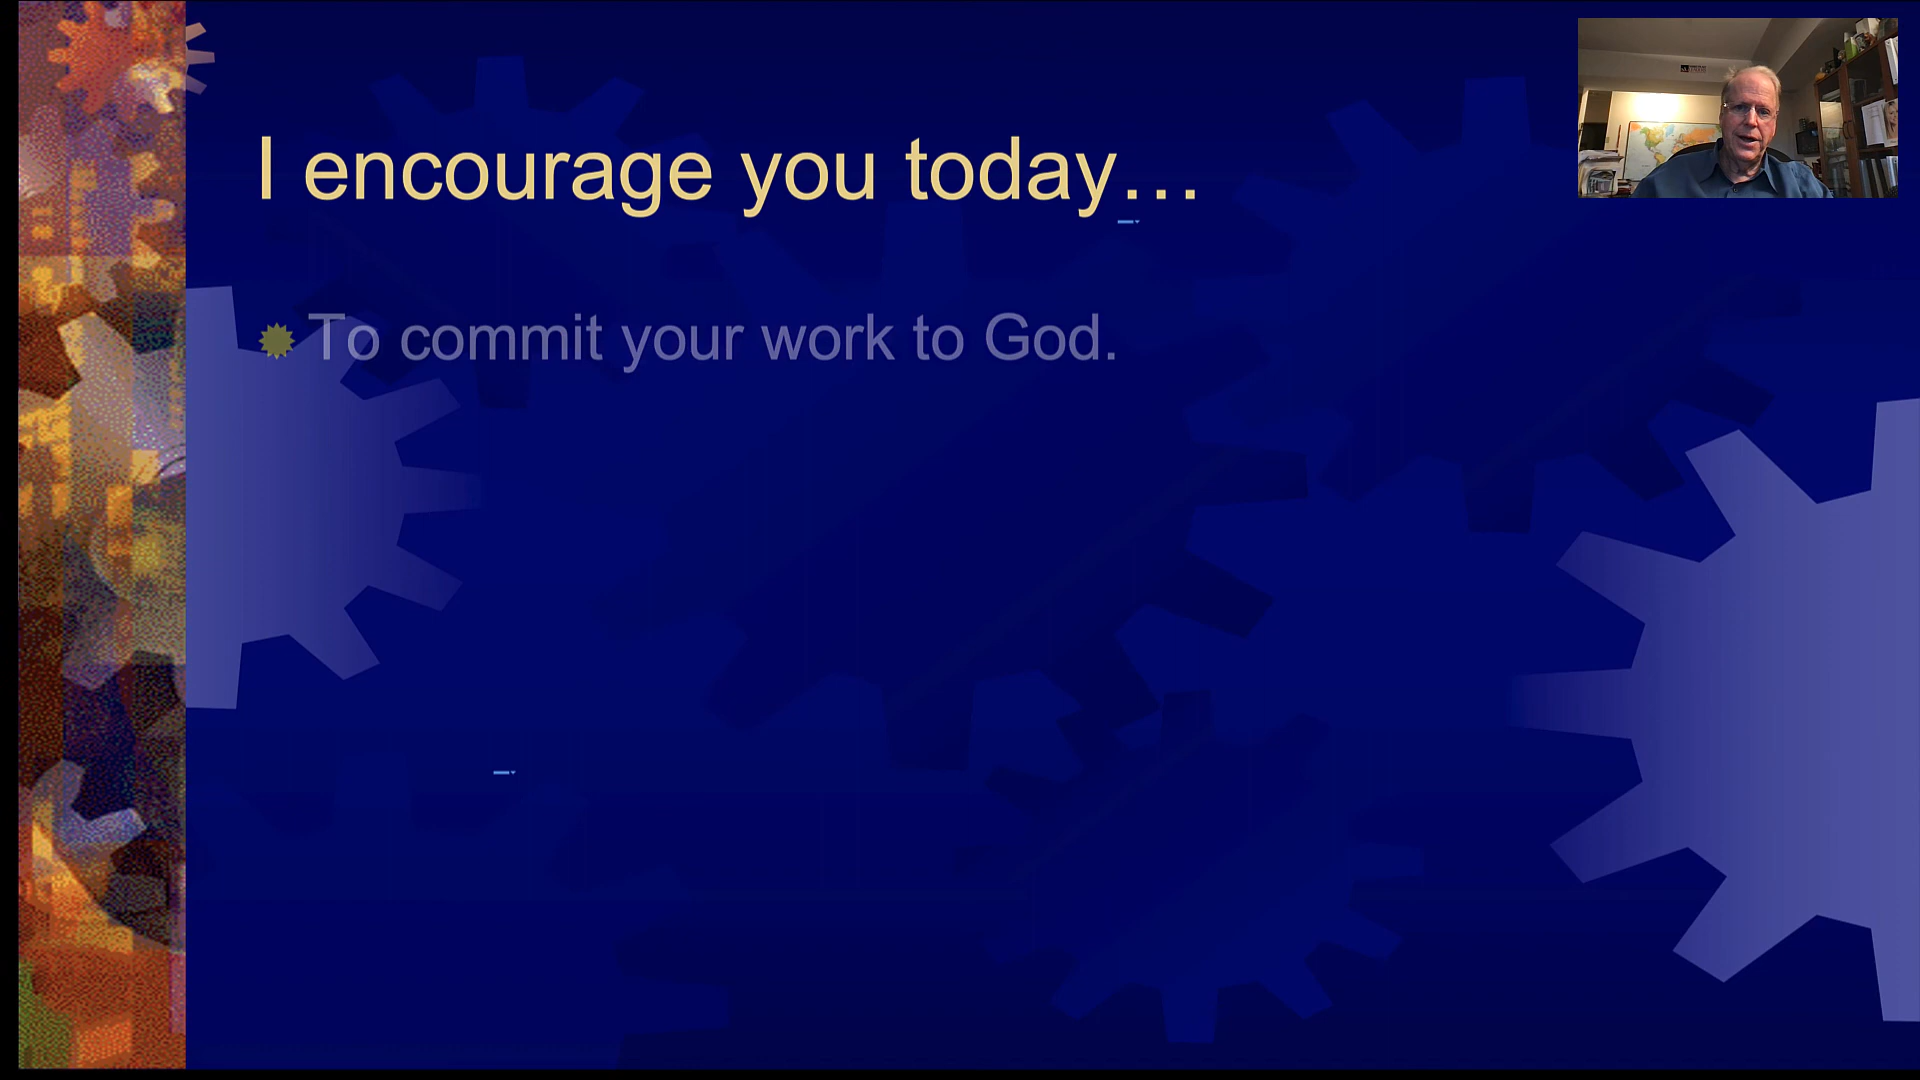 I encourage you today…
To commit your work to God.